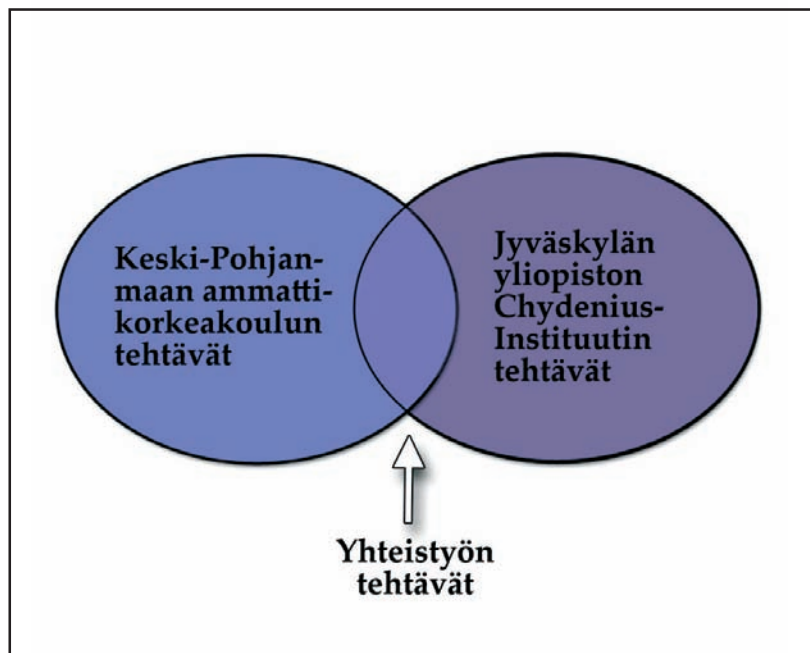 Keski-Pohjan-
maan ammatti-
korkeakoulun
tehtävät
Jyväskylän
yliopiston
Chydenius-
Instituutin
tehtävät
Yhteistyön
tehtävät